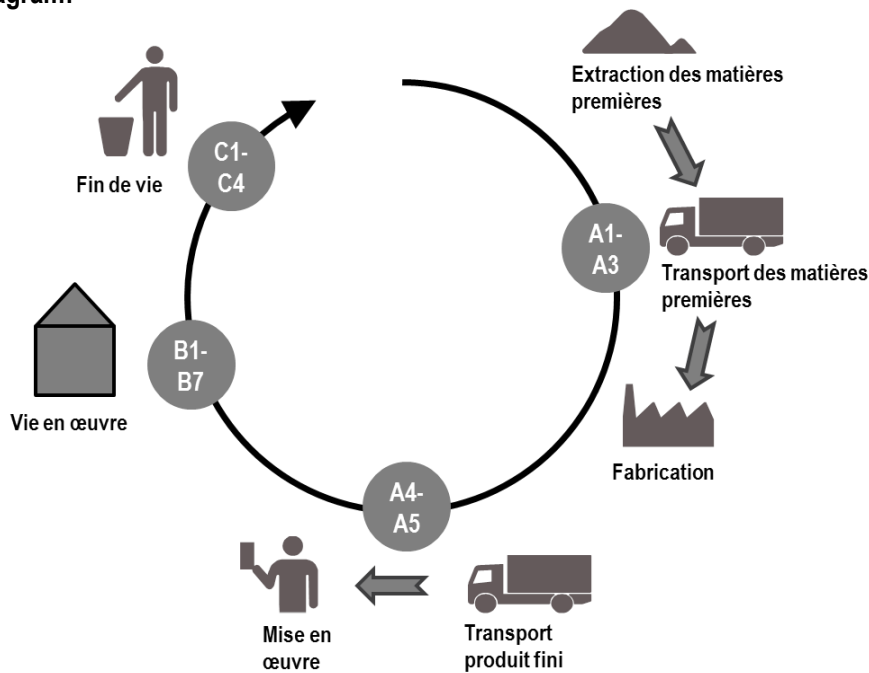 Extraction des matières
premières
A1-
A3
Transport des matières
premières
Fabrication
A4-
A5
Transport
produit fini
Mise en
œuvre
B1-
B7
Vie en œuvre
C1-
C4
Fin de vie